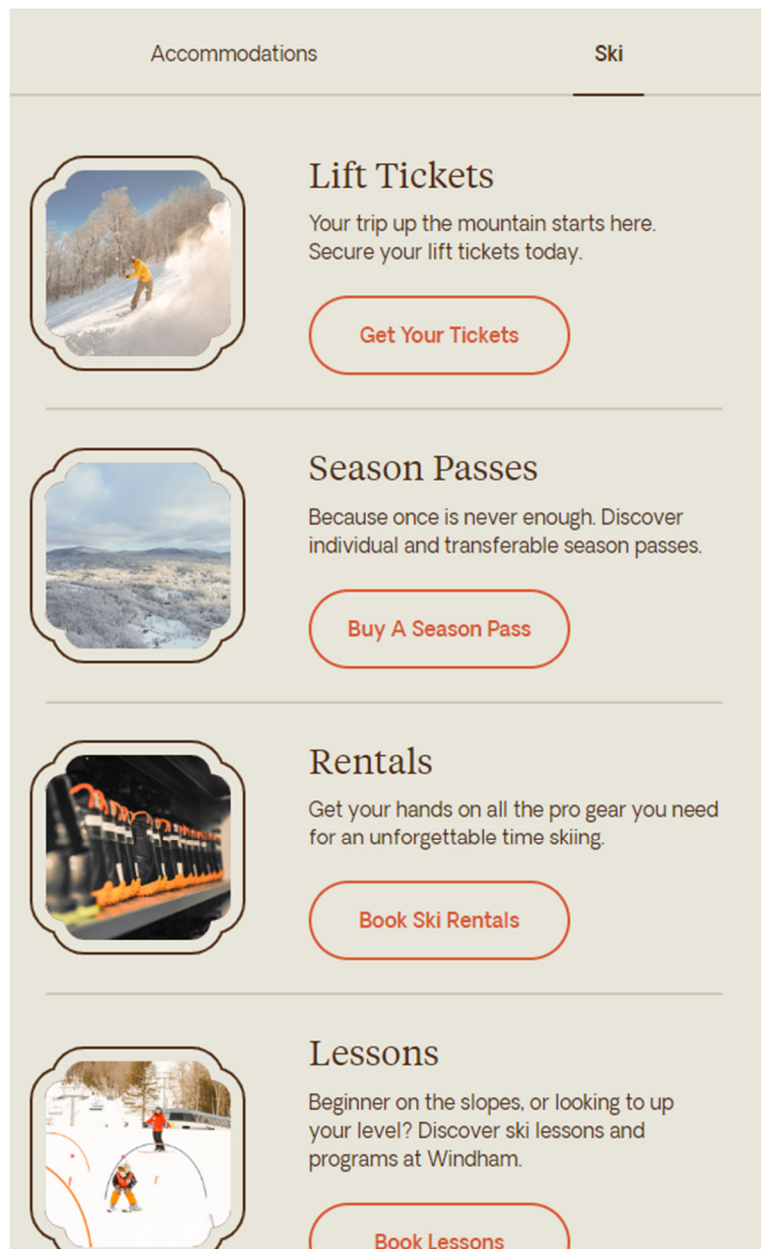 Accommodations
Ski
Lift Tickets
Your trip up the mountain starts here.
Secure your lift tickets today.
Get Your Tickets
Season Passes
Because once is never enough. Discover
individual and transferable season passes.
Buy A Season Pass
Rentals
Get your hands on all the pro gear you need
for an unforgettable time skiing.
Book Ski Rentals
Lessons
Beginner on the slopes, or looking to up
your level? Discover ski lessons and
programs at Windham.
Book Lessons